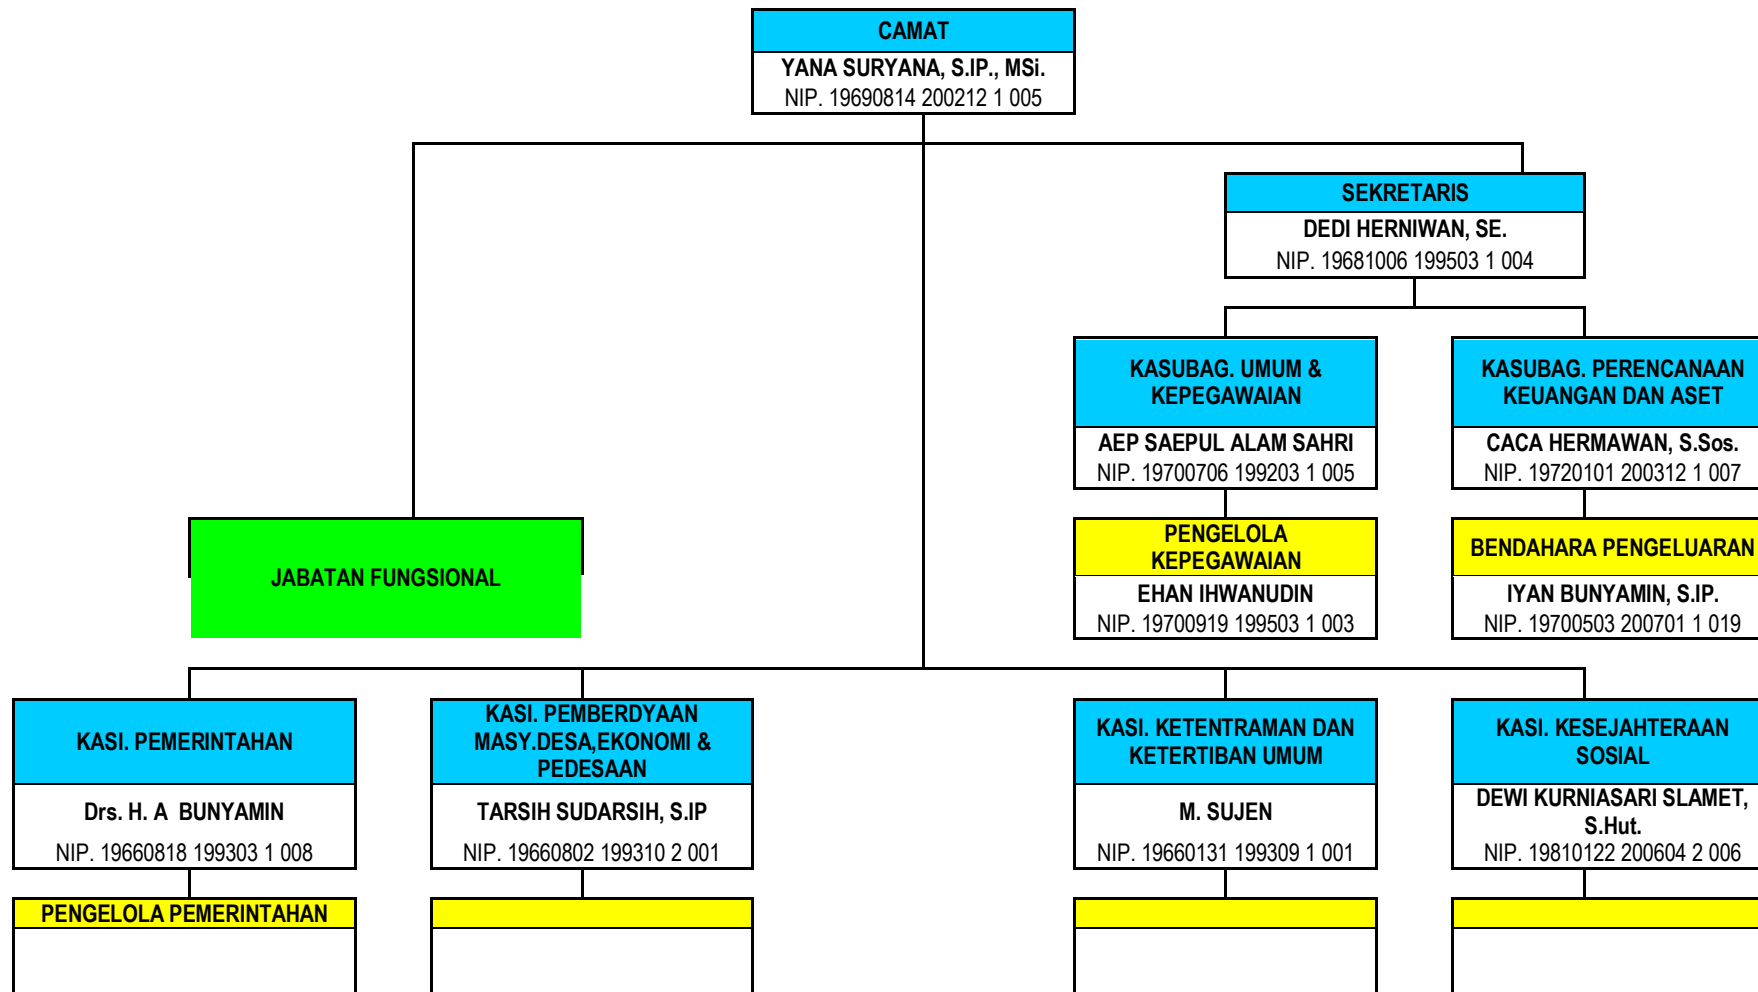 CAMAT
YANA SURYANA, S.IP., MSi.
NIP. 19690814 200212 1 005
SEKRETARIS
DEDI HERNIWAN, SE.
NIP. 19681006 199503 1 004
KASUBAG. UMUM &
KEPEGAWAIAN
AEP SAEPUL ALAM SAHRI
NIP. 19700706 199203 1 005
KASUBAG. PERENCANAAN
KEUANGAN DAN ASET
CACA HERMAWAN, S.Sos.
NIP. 19720101 200312 1 007
JABATAN FUNGSIONAL
PENGELOLA
KEPEGAWAIAN
EHAN IHWANUDIN
NIP. 19700919 199503 1 003
BENDAHARA PENGELUARAN
IYAN BUNYAMIN, S.IP.
NIP. 19700503 200701 1 019
KASI. PEMERINTAHAN
Drs. H. A  BUNYAMIN
NIP. 19660818 199303 1 008
PENGELOLA PEMERINTAHAN
KASI. PEMBERDYAAN
MASY.DESA,EKONOMI &
PEDESAAN
TARSIH SUDARSIH, S.IP
NIP. 19660802 199310 2 001
KASI. KETENTRAMAN DAN
KETERTIBAN UMUM
M. SUJEN
NIP. 19660131 199309 1 001
KASI. KESEJAHTERAAN
SOSIAL
DEWI KURNIASARI SLAMET,
S.Hut.
NIP. 19810122 200604 2 006